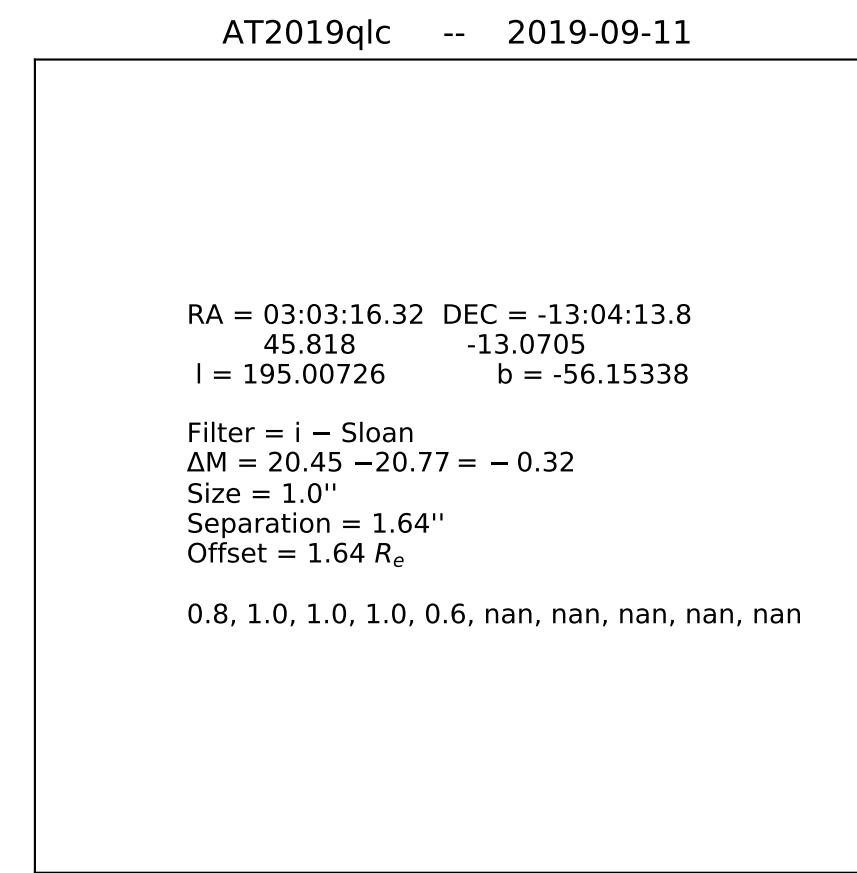 AT2019qlc -- 2019-09-11
RA = 03:03:16.32 DEC = -13:04:13.8
45.818 -13.0705
l = 195.00726 b = -56.15338
Filter = i − Sloan
ΔM = 20.45 −20.77 = − 0.32
Size = 1.0''
Separation = 1.64''
Offset = 1.64 Rₑ
0.8, 1.0, 1.0, 1.0, 0.6, nan, nan, nan, nan, nan